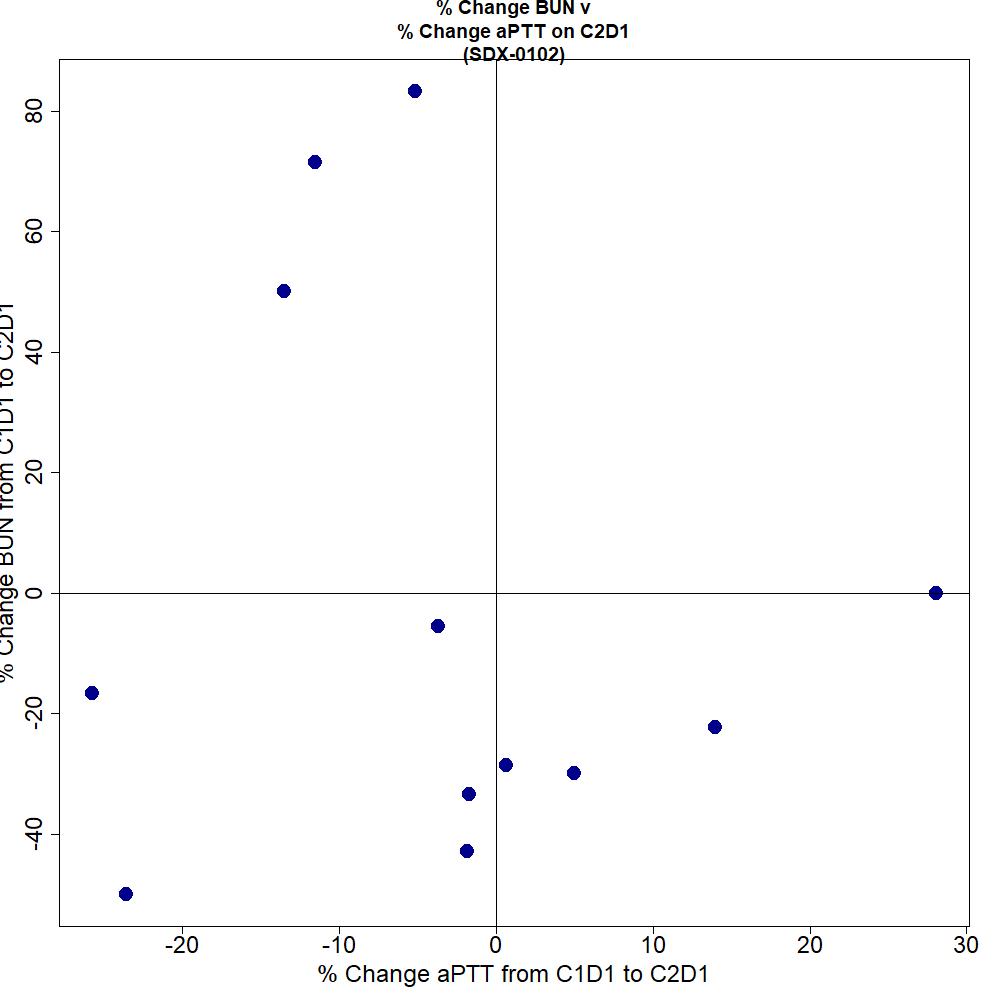 % Change BUN v
% Change aPTT on C2D1
(SDX-0102)
% Change BUN from C1D1 to C2D1
80
60
40
20
0
-20
-40
-20
-10
0
10
20
30
% Change aPTT from C1D1 to C2D1